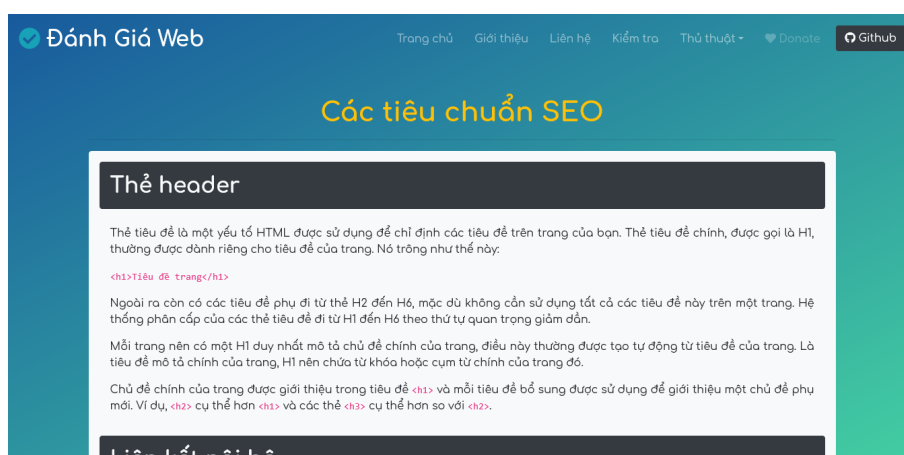 Đánh Giá Web
Trang chủ Giới thiệu Liên hệ Kiểm tra Thủ thuật Donate Github
Các tiêu chuẩn SEO
Thẻ header
Thẻ tiêu đề là một yếu tố HTML được sử dụng để chỉ định các tiêu đề trên trang của bạn. Thẻ tiêu đề chính, được gọi là H1,
thường được dành riêng cho tiêu đề của trang. Nó trông như thế này:
<h1>Tiêu đề trang</h1>
Ngoài ra còn có các tiêu đề phụ đi từ thẻ H2 đến H6, mặc dù không cần sử dụng tất cả các tiêu đề này trên một trang. Hệ
thống phân cấp của các thẻ tiêu đề đi từ H1 đến H6 theo thứ tự quan trọng giảm dần.
Mỗi trang nên có một H1 duy nhất mô tả chủ đề chính của trang, điều này thường được tạo tự động từ tiêu đề của trang. Là
tiêu đề mô tả chính của trang, H1 nên chứa từ khóa hoặc cụm từ chính của trang đó.
Chủ đề chính của trang được giới thiệu trong tiêu đề <h1> và mỗi tiêu đề bổ sung được sử dụng để giới thiệu một chủ đề phụ
mới. Ví dụ, <h2> cụ thể hơn <h1> và các thẻ <h3> cụ thể hơn so với <h2>.